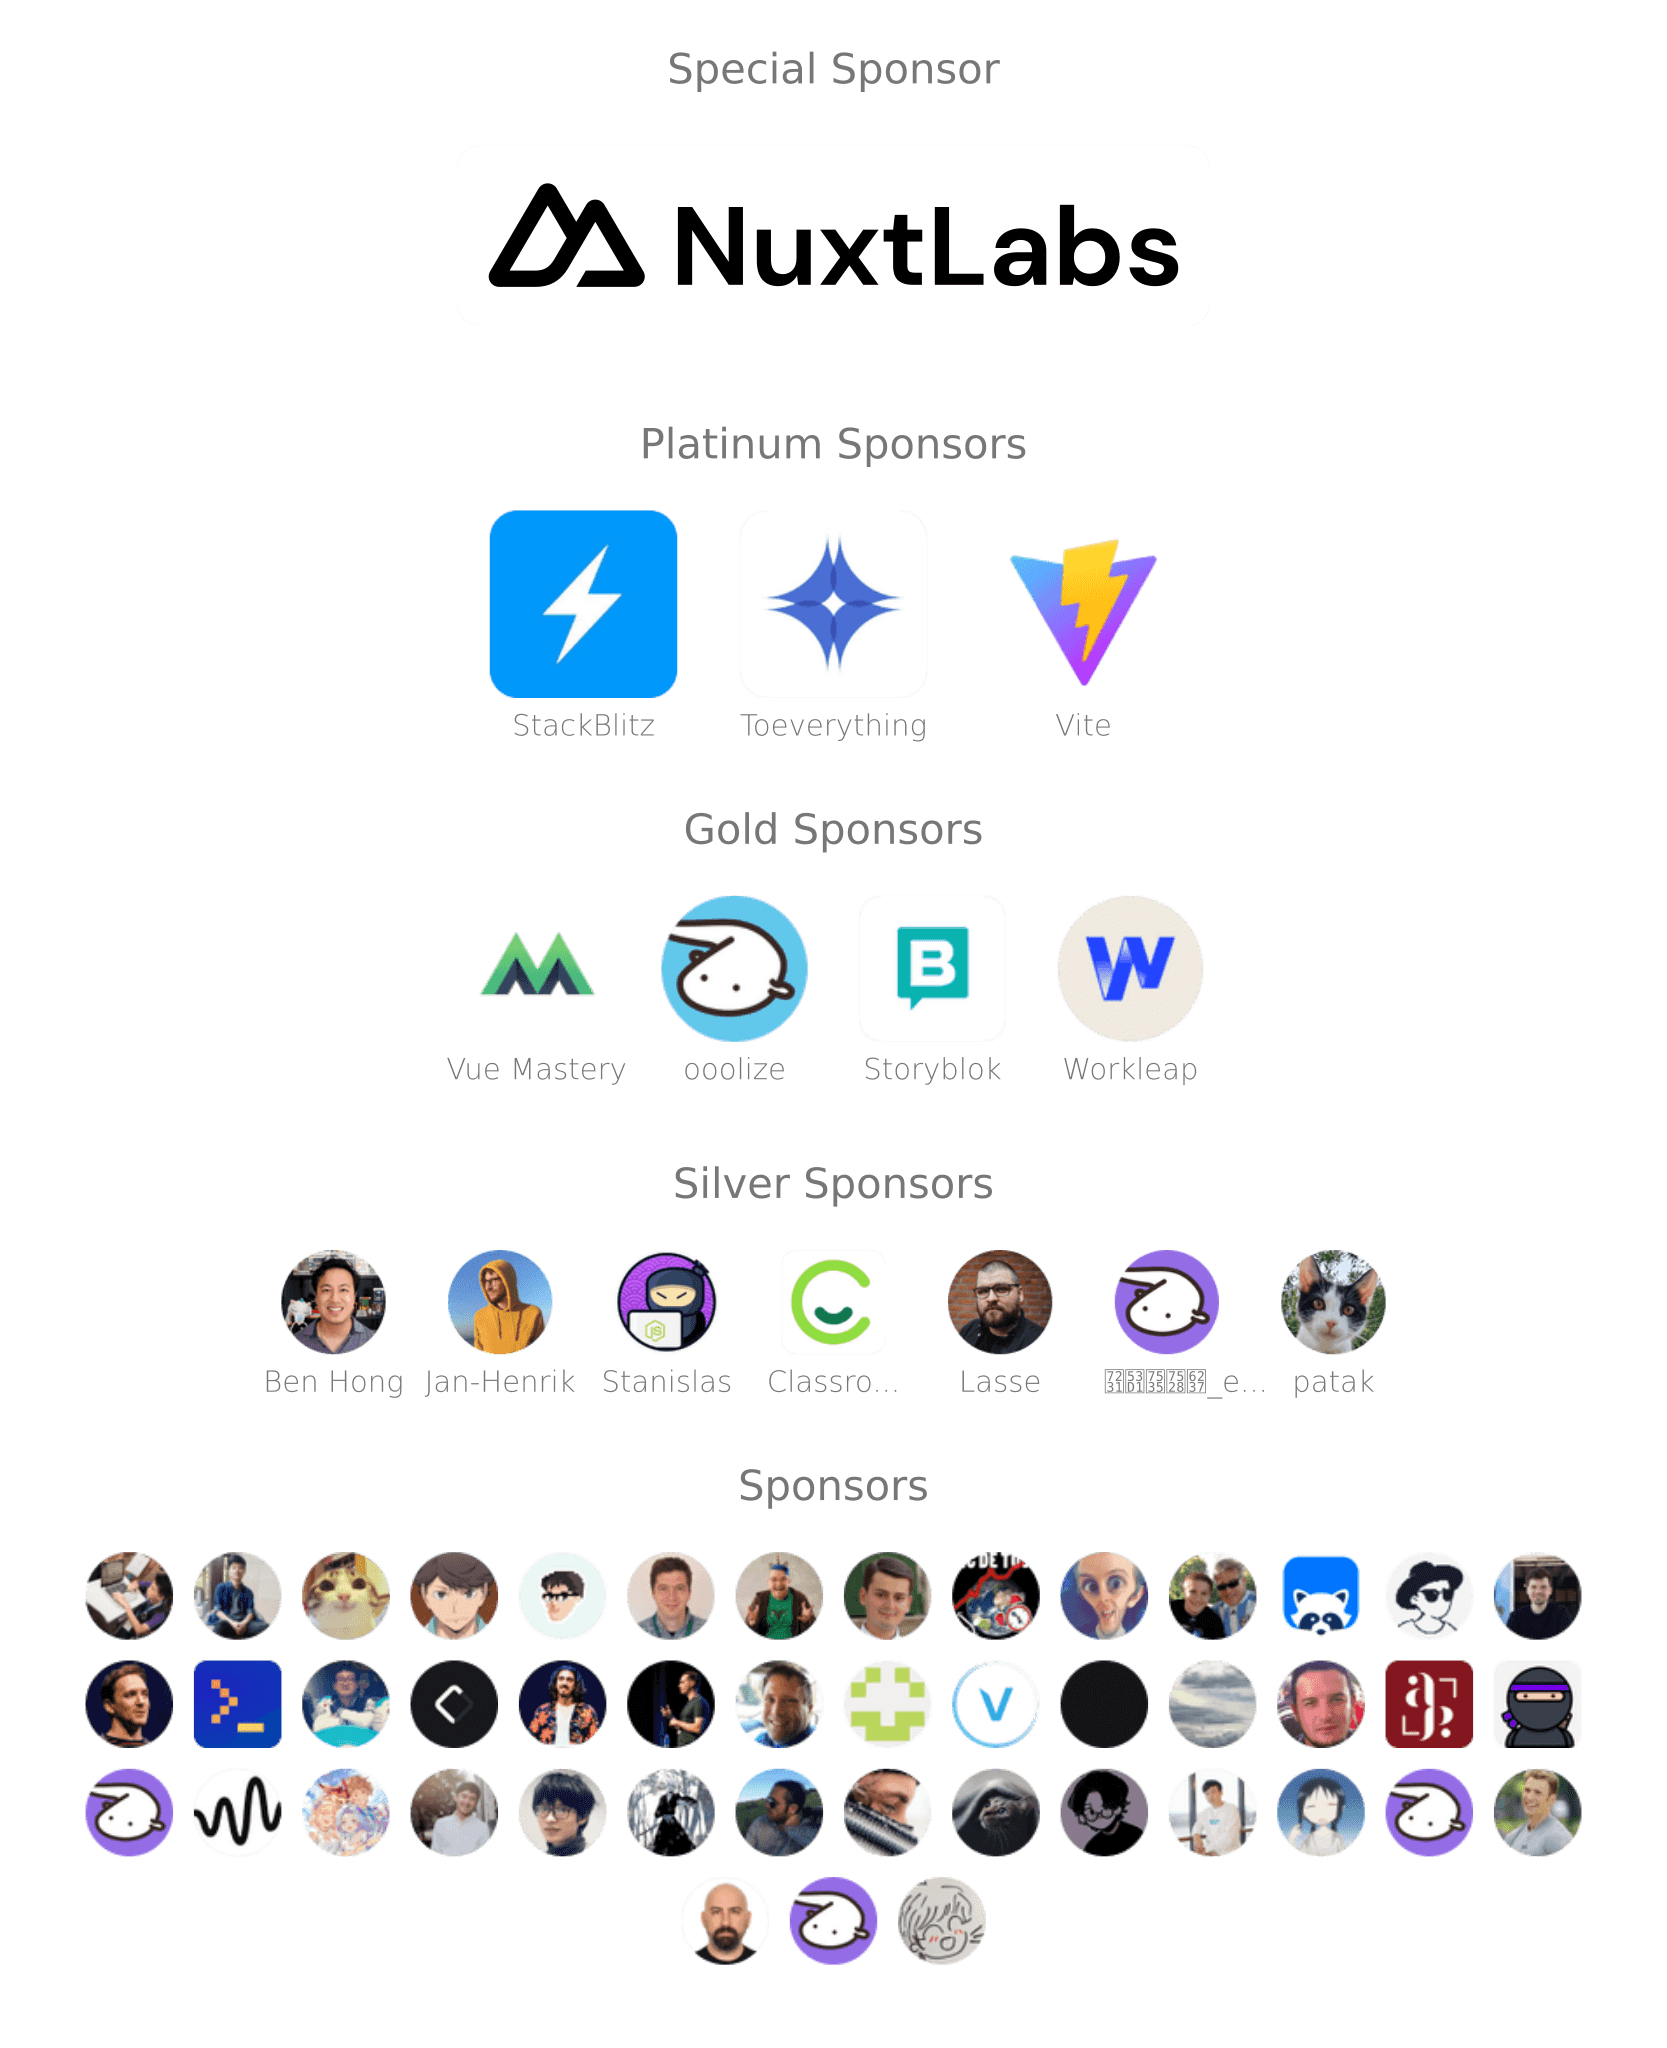 Special Sponsor
NuxtLabs
Platinum Sponsors
StackBlitz
Toeverything
Vite
Gold Sponsors
Vue Mastery
ooolize
Storyblok
Workleap
Silver Sponsors
Ben Hong
Jan-Henrik
Stanislas
Classro...
Lasse
_e...
patak
Sponsors